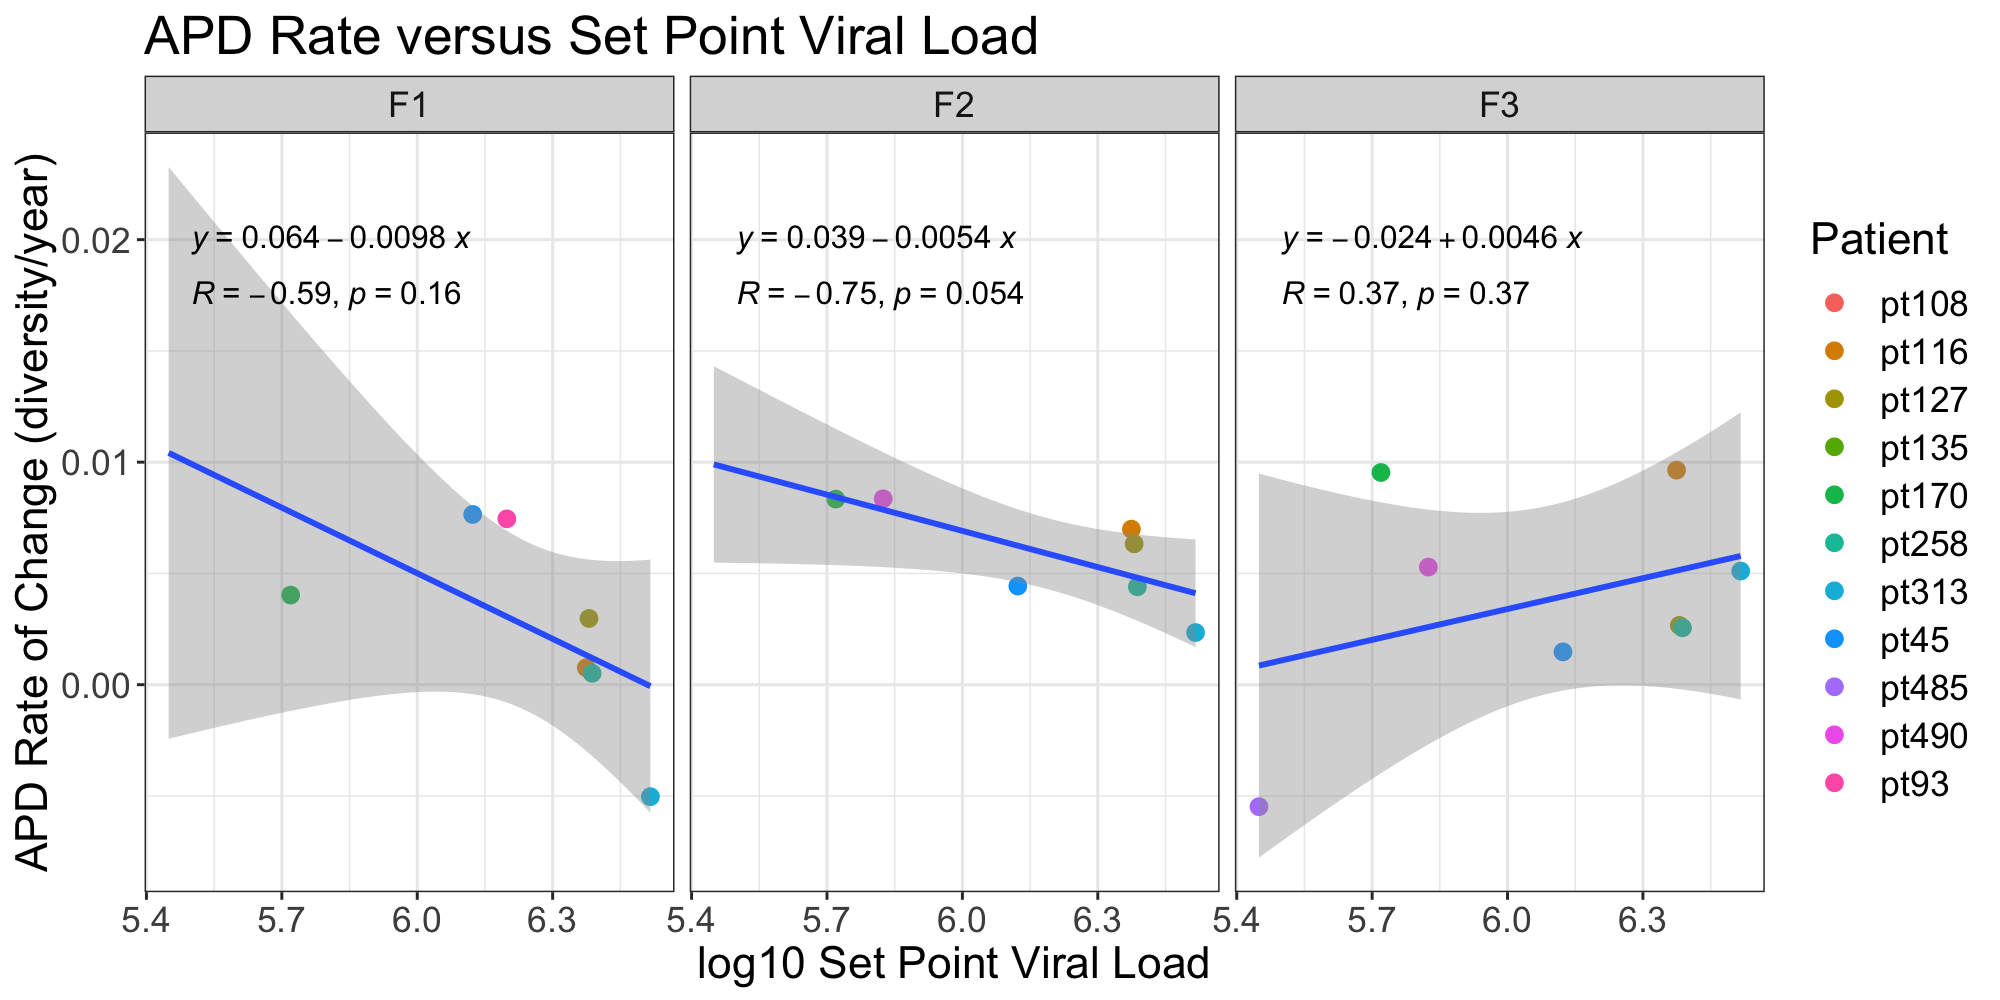 APD Rate versus Set Point Viral Load
F1
F2
F3
APD Rate of Change (diversity/year)
0.02
0.01
0.00
y = 0.064 − 0.0098 x
R = −0.59, p = 0.16
y = 0.039 − 0.0054 x
R = −0.75, p = 0.054
y = −0.024 + 0.0046 x
R = 0.37, p = 0.37
5.4 5.7 6.0 6.3 5.4 5.7 6.0 6.3 5.4 5.7 6.0 6.3
log10 Set Point Viral Load
Patient
pt108
pt116
pt127
pt135
pt170
pt258
pt313
pt45
pt485
pt490
pt93